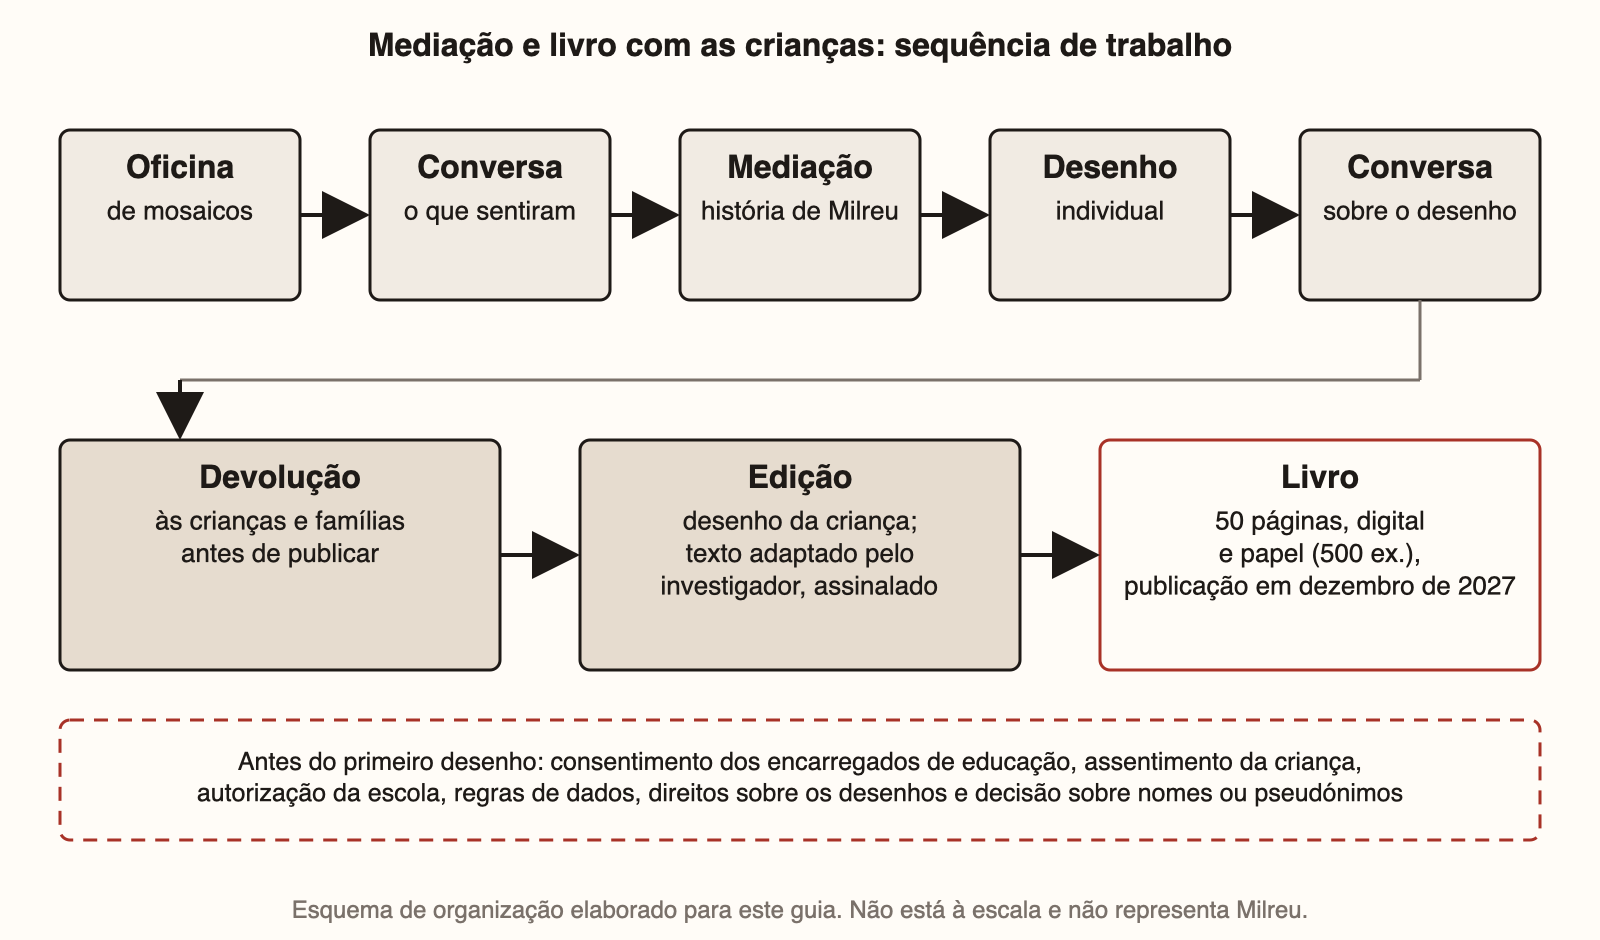 Mediação e livro com as crianças: sequência de trabalho
Oficina
de mosaicos
Conversa
o que sentiram
Mediação
história de Milreu
Desenho
individual
Conversa
sobre o desenho
Devolução
às crianças e famílias
antes de publicar
Edição
desenho da criança;
texto adaptado pelo
investigador, assinalado
Livro
50 páginas, digital
e papel (500 ex.),
publicação em dezembro de 2027
Antes do primeiro desenho: consentimento dos encarregados de educação, assentimento da criança,
autorização da escola, regras de dados, direitos sobre os desenhos e decisão sobre nomes ou pseudónimos
Esquema de organização elaborado para este guia. Não está à escala e não representa Milreu.